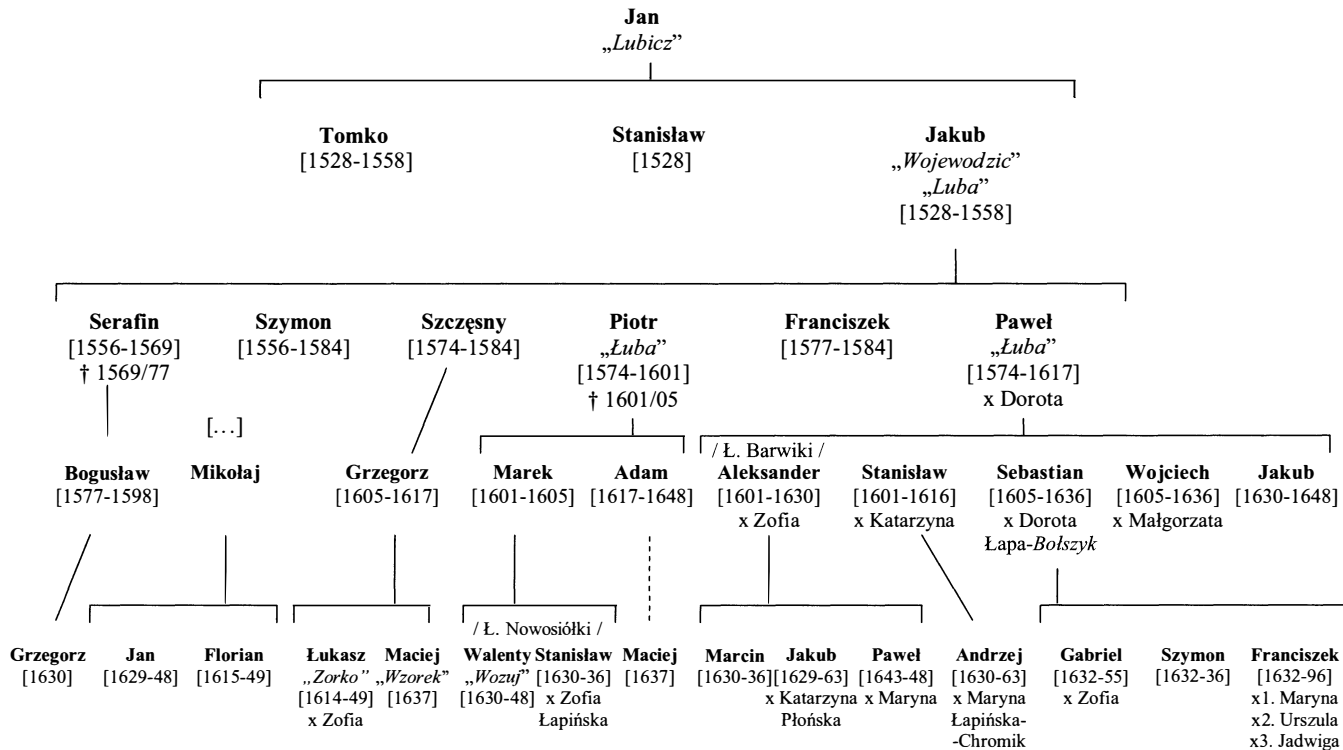 Jan
„Lubicz”
Tomko Stanisław Jakub
[1528-1558] [1528] „Wojewodzic”
„Luba”
[1528-1558]
Serafin Szymon Szczęsny Piotr Franciszek Paweł
[1556-1569] [1556-1584] [1574-1584] „Łuba” [1577-1584] „Łuba”
† 1569/77 [1574-1601] [1574-1617]
† 1601/05 x Dorota
[…]
/ Ł. Barwiki /
Bogusław Mikołaj Grzegorz Marek Adam Aleksander Stanisław Sebastian Wojciech Jakub
[1577-1598] [1605-1617] [1601-1605] [1617-1648] [1601-1630] [1601-1616] [1605-1636] [1605-1636] [1630-1648]
x Zofia x Katarzyna x Dorota x Małgorzata
Łapa-Bołszyk
/ Ł. Nowosiółki /
Grzegorz Jan Florian Łukasz Maciej Walenty Stanisław Maciej Marcin Jakub Paweł Andrzej Gabriel Szymon Franciszek
[1630] [1629-48] [1615-49] „Zorko” „Wzorek” „Wozuj” [1630-36] [1637] [1630-36] [1629-63] [1643-48] [1630-63] [1632-55] [1632-36] [1632-96]
[1614-49] [1637] [1630-48] x Zofia x Katarzyna x Maryna x Maryna x Zofia x1. Maryna
x Zofia Łapińska Płońska Łapińska- x2. Urszula
-Chromik x3. Jadwiga